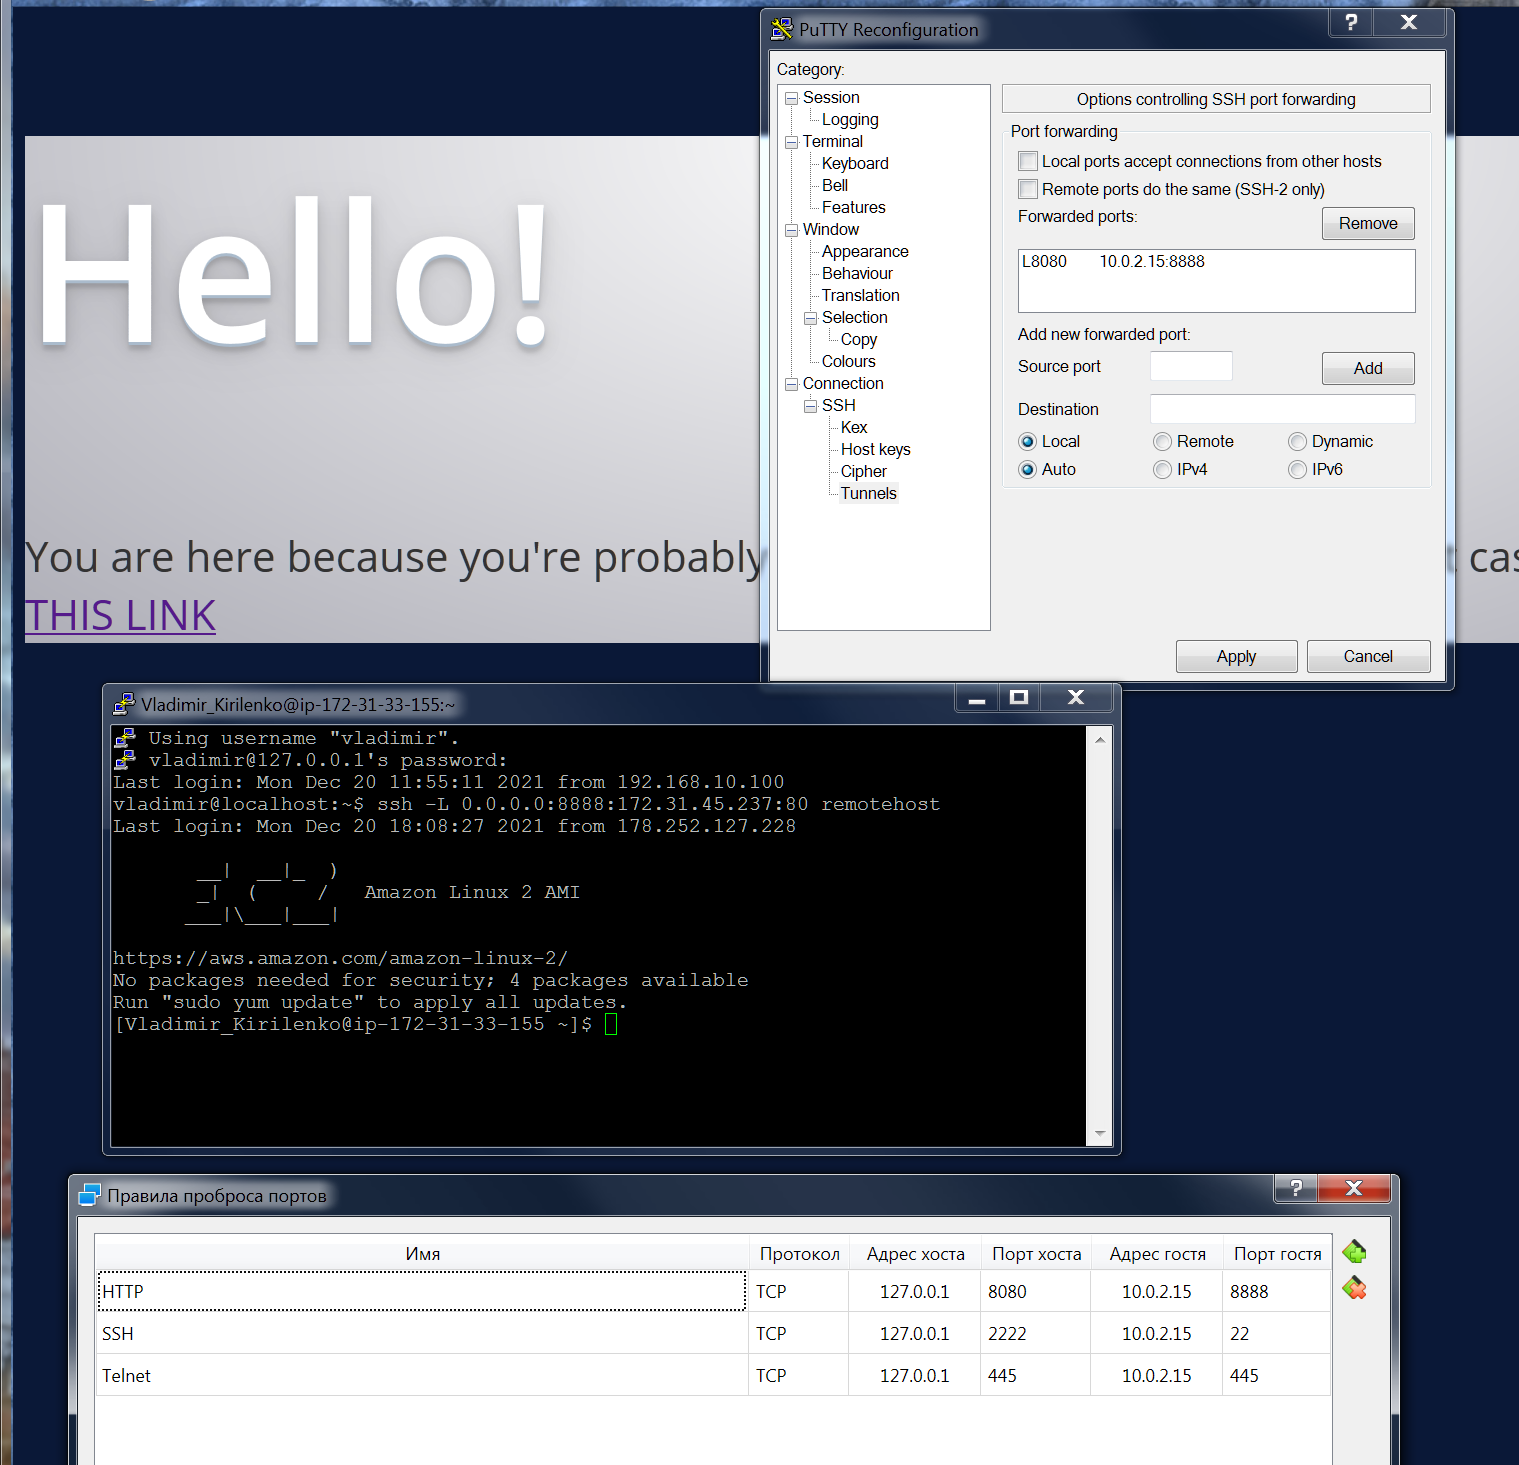 PuTTY Reconfiguration
Category:
Session
Logging
Terminal
Keyboard
Bell
Features
Window
Appearance
Behaviour
Translation
Selection
Copy
Colours
Connection
SSH
Kex
Host keys
Cipher
Tunnels
Options controlling SSH port forwarding
Port forwarding
Local ports accept connections from other hosts
Remote ports do the same (SSH-2 only)
Forwarded ports:
Remove
L8080 10.0.2.15:8888
Add new forwarded port:
Source port
Add
Destination
Local Remote Dynamic
Auto IPv4 IPv6
Apply Cancel
Hello!
You are here because you're probably
THIS LINK
Vladimir_Kirilenko@ip-172-31-33-155:~
Using username "vladimir".
vladimir@127.0.0.1's password:
Last login: Mon Dec 20 11:55:11 2021 from 192.168.10.100
vladimir@localhost:~$ ssh -L 0.0.0.0:8888:172.31.45.237:80 remotehost
Last login: Mon Dec 20 18:08:27 2021 from 178.252.127.228
__|  __|_  )
_|  (     /   Amazon Linux 2 AMI
___|\___|___|
https://aws.amazon.com/amazon-linux-2/
No packages needed for security; 4 packages available
Run "sudo yum update" to apply all updates.
[Vladimir_Kirilenko@ip-172-31-33-155 ~]$
Правила проброса портов
Имя Протокол Адрес хоста Порт хоста Адрес гостя Порт гостя
HTTP TCP 127.0.0.1 8080 10.0.2.15 8888
SSH TCP 127.0.0.1 2222 10.0.2.15 22
Telnet TCP 127.0.0.1 445 10.0.2.15 445